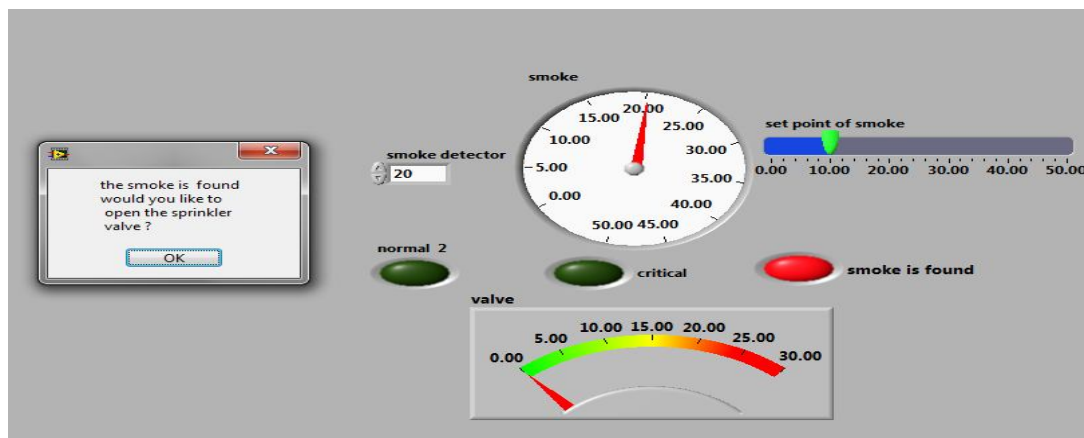 the smoke is found
would you like to
open the sprinkler
valve ?
OK
smoke detector
20
smoke
0.00
5.00
10.00
15.00
20.00
25.00
30.00
35.00
40.00
45.00
50.00
set point of smoke
0.00 10.00 20.00 30.00 40.00 50.00
normal 2
critical
smoke is found
valve
0.00 5.00 10.00 15.00 20.00 25.00 30.00